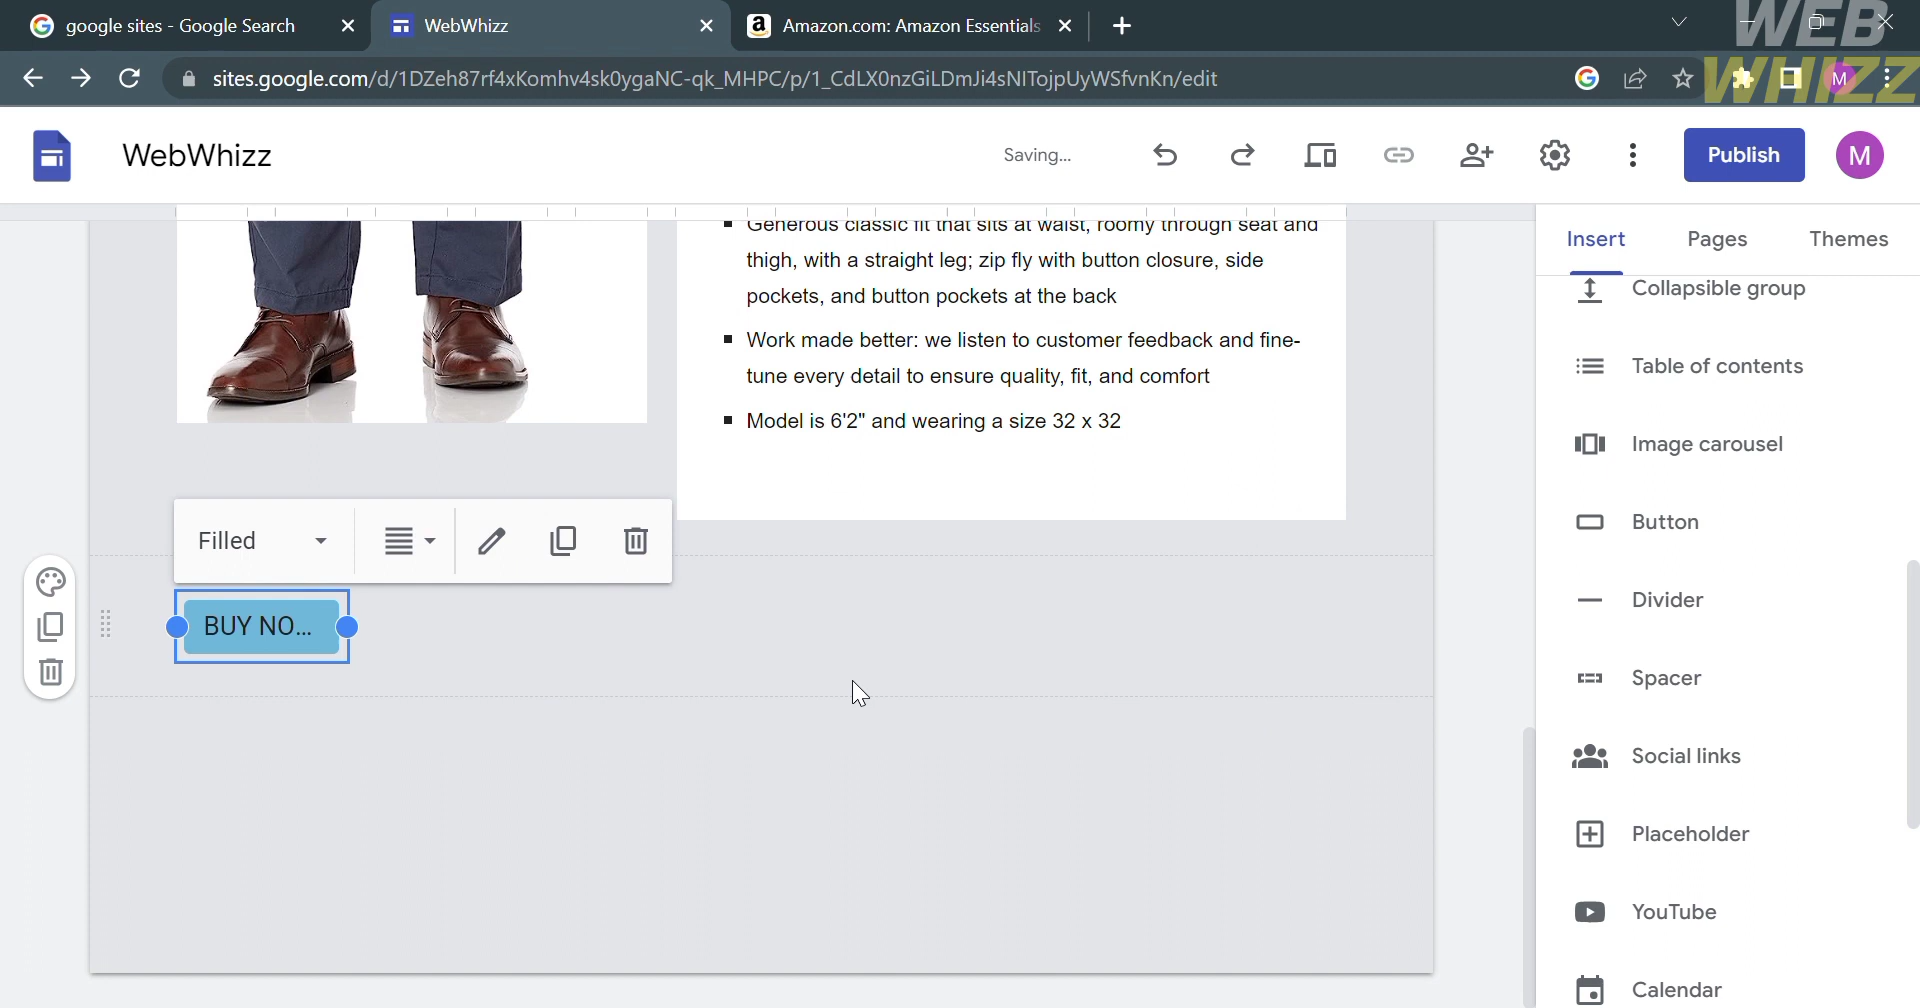 google sites - Google Search
WebWhizz
Amazon.com: Amazon Essentials
WEB
WHIZZ
sites.google.com/d/1DZeh87rf4xKomhv4sk0ygaNC-qk_MHPC/p/1_CdLX0nzGiLDmJi4sNITojpUyWSfvnKn/edit
M
WebWhizz
Saving...
Publish
M
Insert
Pages
Themes
Generous classic fit that sits at waist, roomy through seat and
thigh, with a straight leg; zip fly with button closure, side
pockets, and button pockets at the back
Work made better: we listen to customer feedback and fine-
tune every detail to ensure quality, fit, and comfort
Model is 6'2" and wearing a size 32 x 32
Filled
BUY NO...
Collapsible group
Table of contents
Image carousel
Button
Divider
Spacer
Social links
Placeholder
YouTube
Calendar